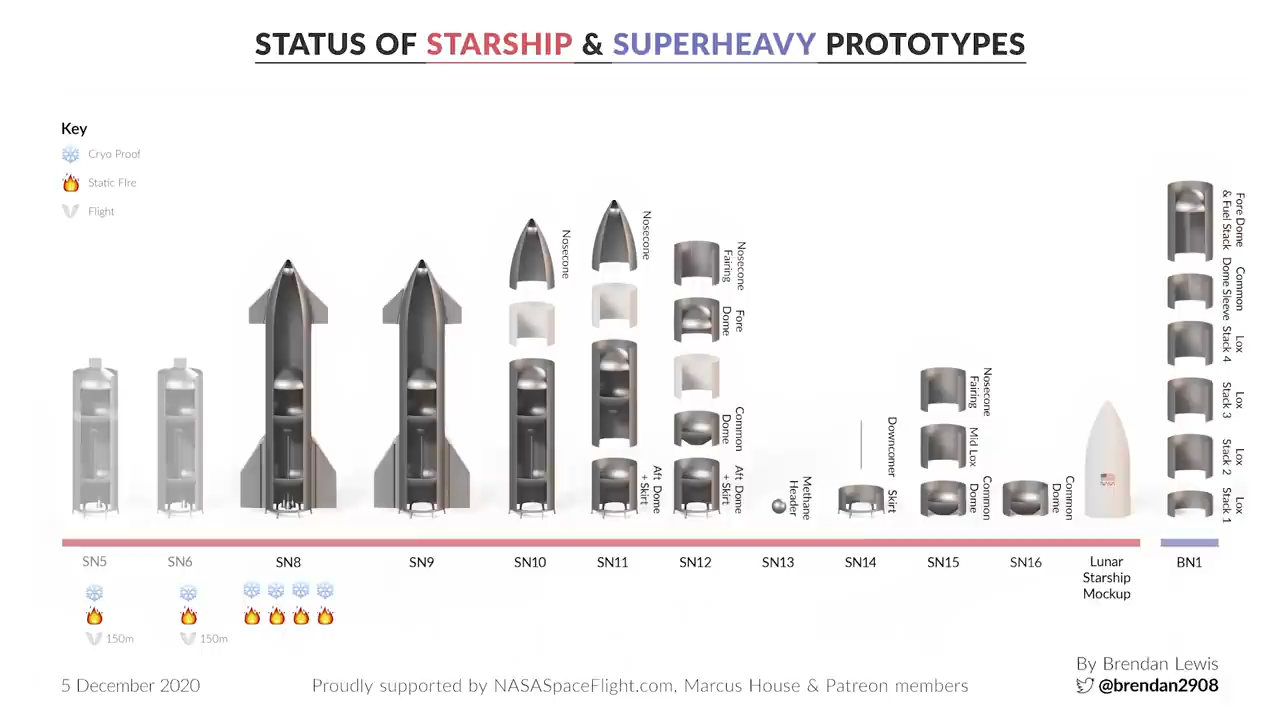 STATUS OF STARSHIP & SUPERHEAVY PROTOTYPES
Key
Cryo Proof
Static FIre
Flight
Nosecone
Nosecone
Aft Dome
+ Skirt
Nosecone
Fairing
Fore
Dome
Common
Dome
Aft Dome
+ Skirt
Methane
Header
Downcomer
Skirt
Nosecone
Fairing
Mid Lox
Common
Dome
Common
Dome
Fore Dome
& Fuel Stack
Common
Dome Sleeve
Lox
Stack 4
Lox
Stack 3
Lox
Stack 2
Lox
Stack 1
SN5
SN6
SN8
SN9
SN10
SN11
SN12
SN13
SN14
SN15
SN16
Lunar
Starship
Mockup
BN1
150m
150m
5 December 2020
Proudly supported by NASASpaceFlight.com, Marcus House & Patreon members
By Brendan Lewis
@brendan2908